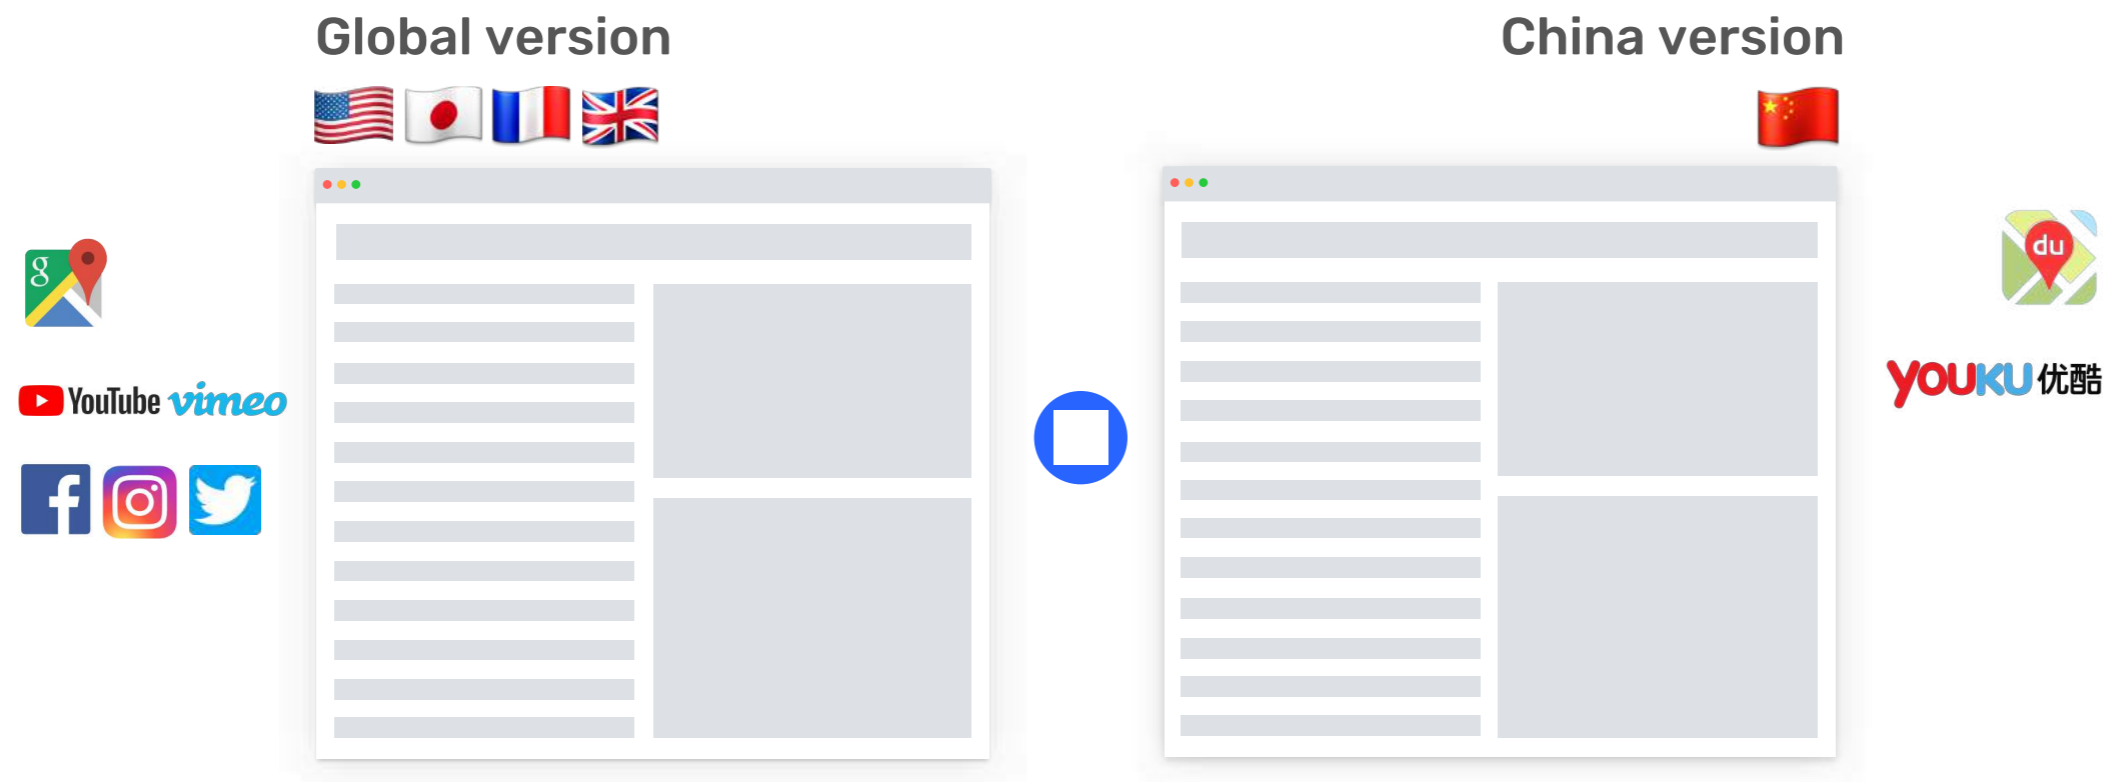 Global version
China version
g
YouTube vimeo
f
du
YOUKU 优酷